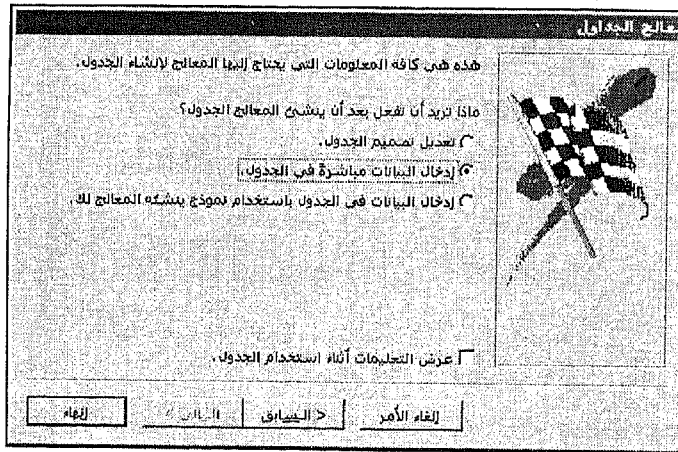 معالج الجداول
هذه هي كافة المعلومات التي يحتاج إليها المعالج لإنشاء الجدول.
ماذا تريد أن تفعل بعد أن ينشئ المعالج الجدول؟
تعديل تصميم الجدول.
إدخال البيانات مباشرة في الجدول.
إدخال البيانات في الجدول باستخدام نموذج ينشئه المعالج لك.
عرض التعليمات أثناء استخدام الجدول.
إلغاء الأمر
< السابق
التالي >
إنهاء